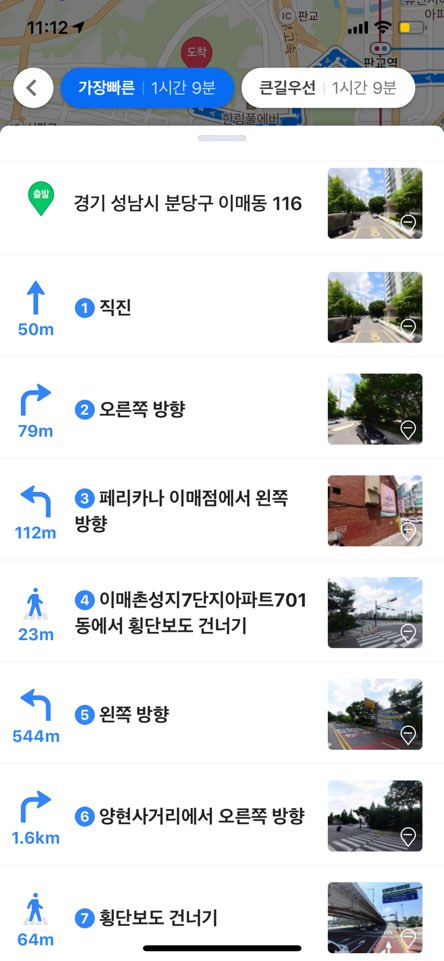 11:12
IC 판교
도착
판교역
가장빠른 1시간 9분
큰길우선 1시간 9분
한림풀에버
출발
경기 성남시 분당구 이매동 116
50m
1 직진
79m
2 오른쪽 방향
112m
3 페리카나 이매점에서 왼쪽
방향
23m
4 이매촌성지7단지아파트701
동에서 횡단보도 건너기
544m
5 왼쪽 방향
1.6km
6 양현사거리에서 오른쪽 방향
64m
7 횡단보도 건너기